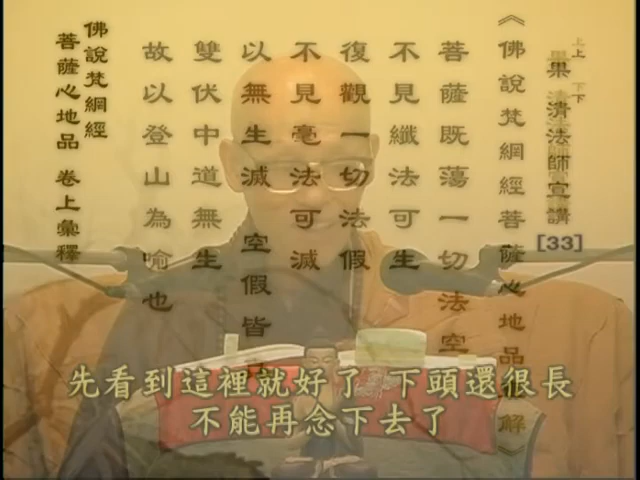 上上 下下
果清法師宣講
[33]
《佛說梵網經菩薩心地品解》
菩薩既蕩一切法空
不見纖法可生
復觀一切法假
不見毫法可滅
以無生滅空假皆
雙伏中道無生
故以登山為喻也
佛說梵網經
菩薩心地品 卷上彙釋
先看到這裡就好了 下頭還很長
不能再念下去了